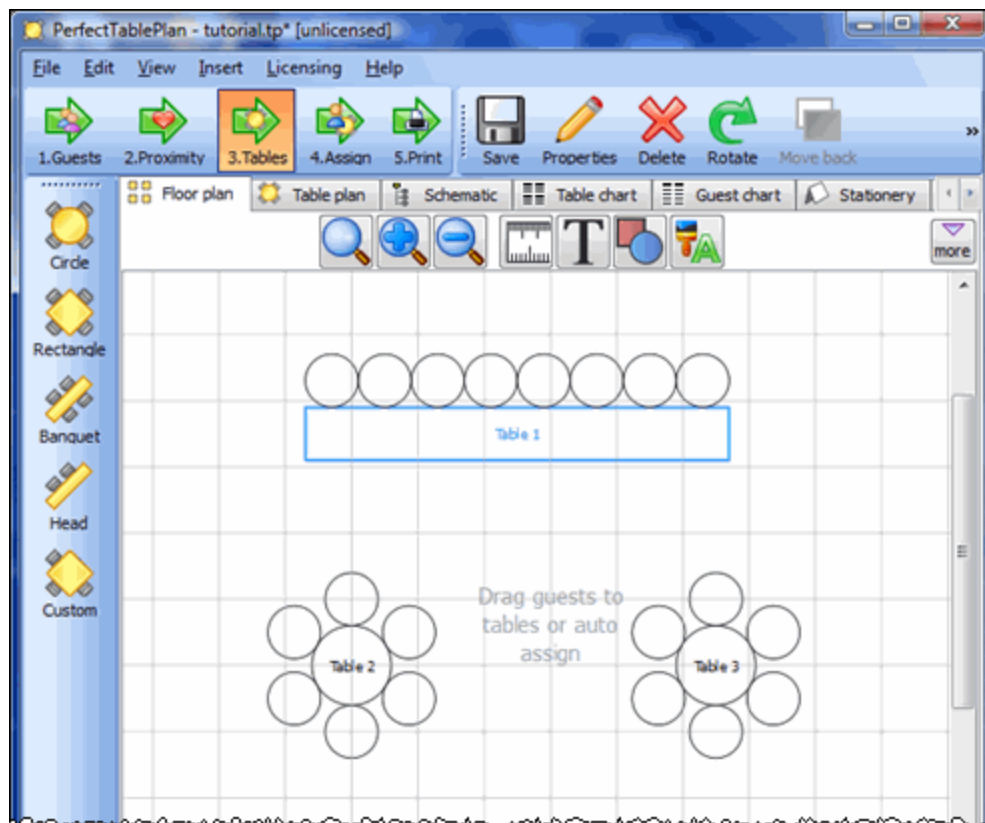 PerfectTablePlan - tutorial.tp* [unlicensed]
File Edit View Insert Licensing Help
1.Guests 2.Proximity 3.Tables 4.Assign 5.Print Save Properties Delete Rotate Move back »
Floor plan Table plan Schematic Table chart Guest chart Stationery
T A more
Circle
Rectangle
Banquet
Head
Custom
Table 1
Drag guests to
tables or auto
assign
Table 2
Table 3